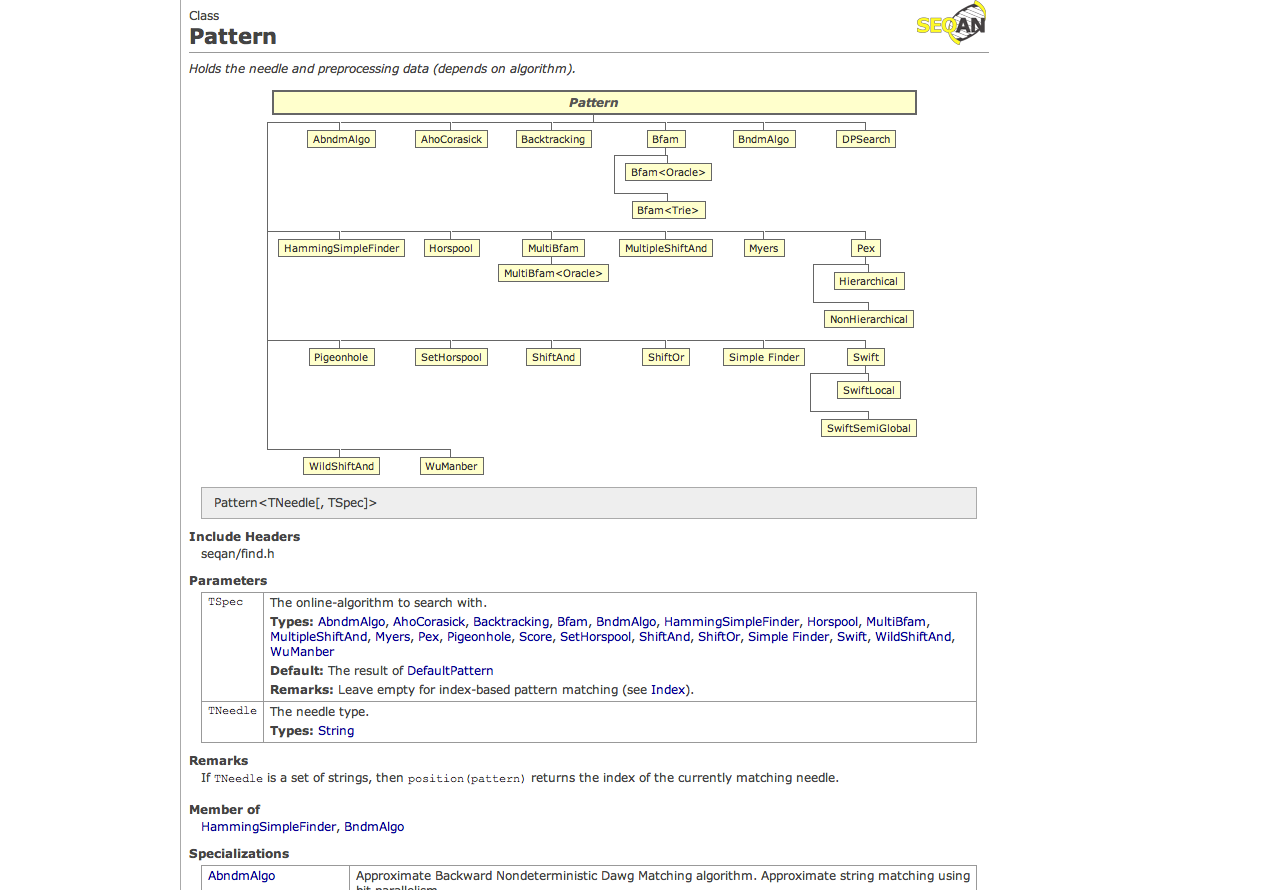 Class
SEQAN
Pattern
Holds the needle and preprocessing data (depends on algorithm).
Pattern
AbndmAlgo AhoCorasick Backtracking Bfam BndmAlgo DPSearch
Bfam<Oracle>
Bfam<Trie>
HammingSimpleFinder Horspool MultiBfam MultipleShiftAnd Myers Pex
MultiBfam<Oracle>
Hierarchical
NonHierarchical
Pigeonhole SetHorspool ShiftAnd ShiftOr Simple Finder Swift
SwiftLocal
SwiftSemiGlobal
WildShiftAnd WuManber
Pattern<TNeedle[, TSpec]>
Include Headers
seqan/find.h
Parameters
TSpec The online-algorithm to search with.
Types: AbndmAlgo, AhoCorasick, Backtracking, Bfam, BndmAlgo, HammingSimpleFinder, Horspool, MultiBfam,
MultipleShiftAnd, Myers, Pex, Pigeonhole, Score, SetHorspool, ShiftAnd, ShiftOr, Simple Finder, Swift, WildShiftAnd,
WuManber
Default: The result of DefaultPattern
Remarks: Leave empty for index-based pattern matching (see Index).
TNeedle The needle type.
Types: String
Remarks
If TNeedle is a set of strings, then position(pattern) returns the index of the currently matching needle.
Member of
HammingSimpleFinder, BndmAlgo
Specializations
AbndmAlgo Approximate Backward Nondeterministic Dawg Matching algorithm. Approximate string matching using
bit parallelism.